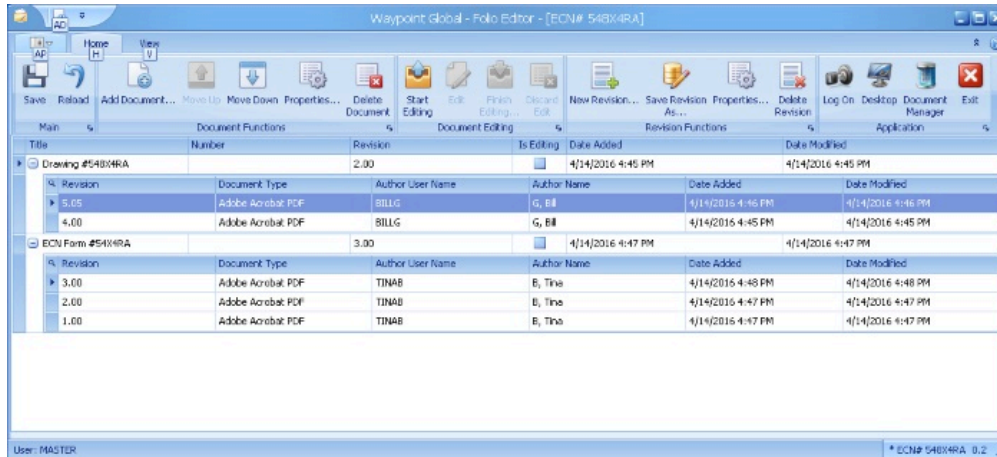 Waypoint Global - Folio Editor - [ECN# 548X4RA]
AD
Home View
AP H V
Save Reload Add Document... Move Up Move Down Properties... Delete Document Start Editing Edit Finish Editing... Discard Edit New Revision... Save Revision As... Properties... Delete Revision Log On Desktop Document Manager Exit
Main Document Functions Document Editing Revision Functions Application
Title Number Revision Is Editing Date Added Date Modified
Drawing #548X4RA 2.00 4/14/2016 4:45 PM 4/14/2016 4:45 PM
Revision Document Type Author User Name Author Name Date Added Date Modified
5.05 Adobe Acrobat PDF BILLG G, Bill 4/14/2016 4:46 PM 4/14/2016 4:46 PM
4.00 Adobe Acrobat PDF BILLG G, Bill 4/14/2016 4:45 PM 4/14/2016 4:45 PM
ECN Form #54X4RA 3.00 4/14/2016 4:47 PM 4/14/2016 4:47 PM
Revision Document Type Author User Name Author Name Date Added Date Modified
3.00 Adobe Acrobat PDF TINAB B, Tina 4/14/2016 4:48 PM 4/14/2016 4:48 PM
2.00 Adobe Acrobat PDF TINAB B, Tina 4/14/2016 4:47 PM 4/14/2016 4:47 PM
1.00 Adobe Acrobat PDF TINAB B, Tina 4/14/2016 4:47 PM 4/14/2016 4:47 PM
User: MASTER * ECN# 548X4RA 0.2